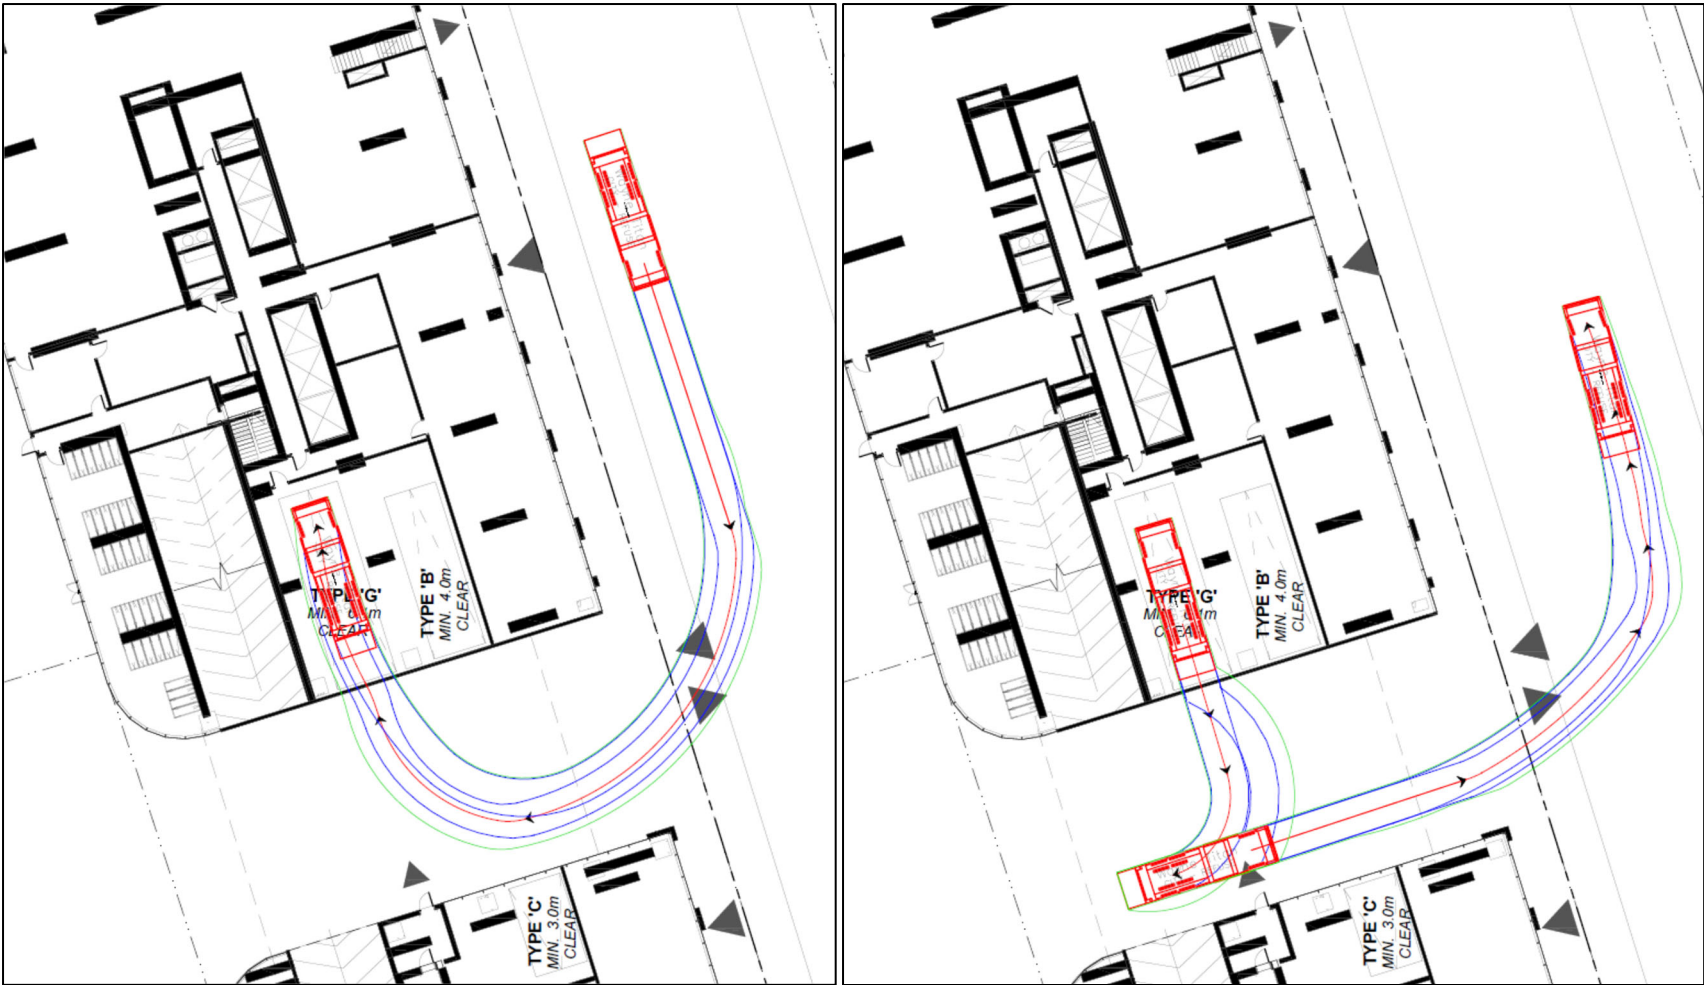 TYPE 'G'
CLEAR
TYPE 'B'
MIN. 4.0m
CLEAR
TYPE 'C'
MIN. 3.0m
CLEAR
TYPE 'G'
TYPE 'B'
MIN. 4.0m
CLEAR
TYPE 'C'
MIN. 3.0m
CLEAR